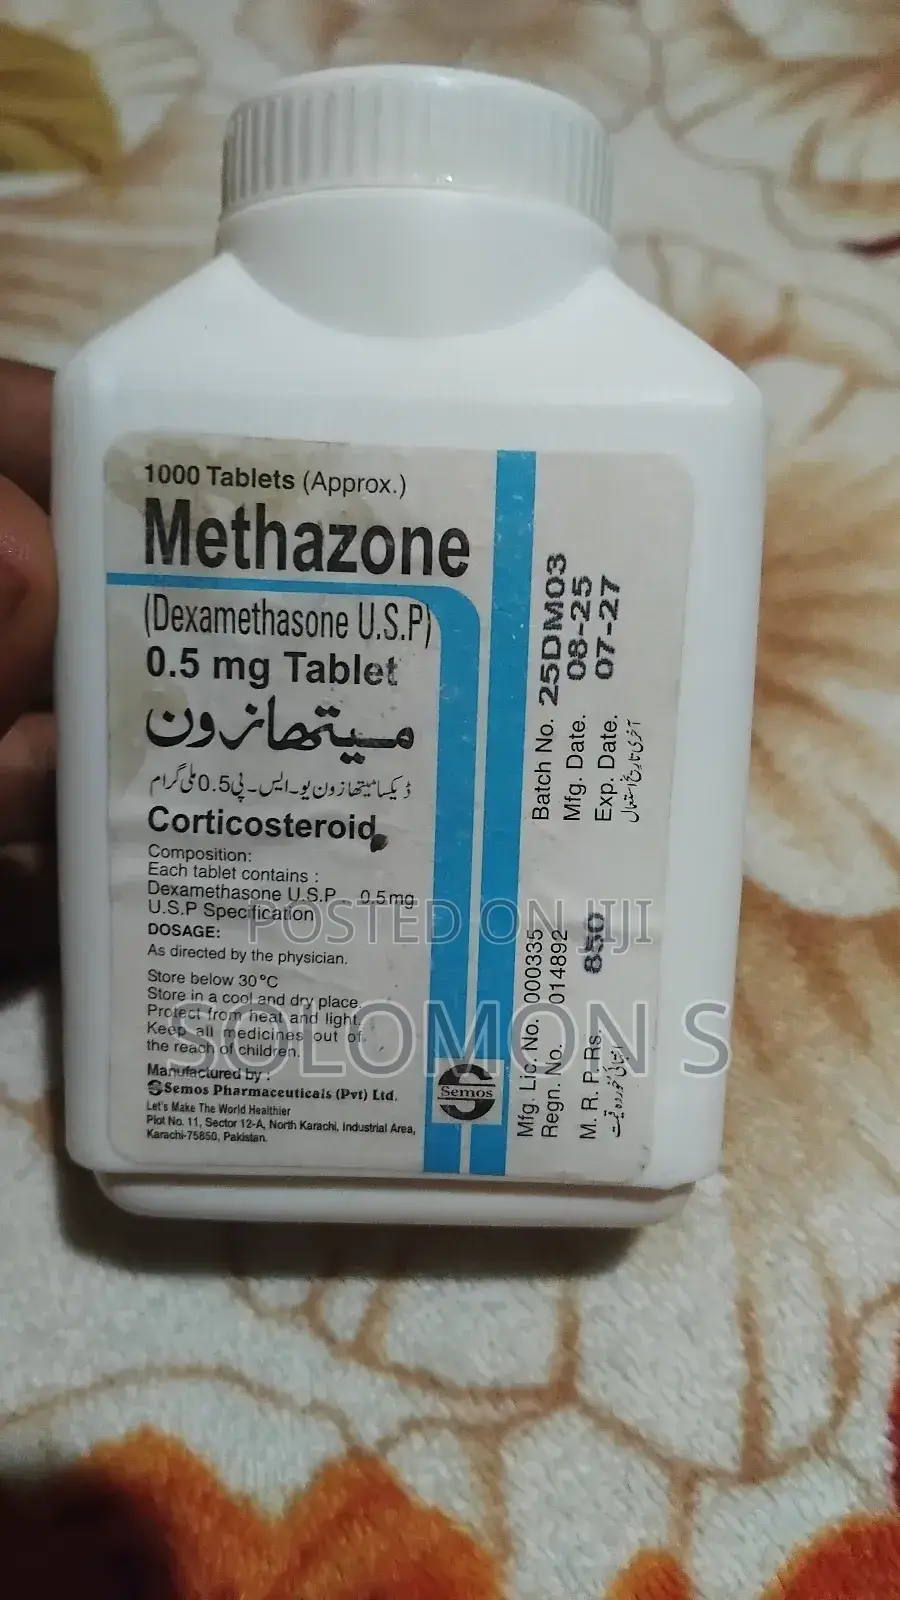 1000 Tablets (Approx.)
Methazone
(Dexamethasone U.S.P)
0.5 mg Tablet
میتھازون
ڈیکسامیتھازون یو۔ایس۔پی 0.5 ملی گرام
Corticosteroid
Composition:
Each tablet contains :
Dexamethasone U.S.P .. 0.5mg
U.S.P Specification
DOSAGE:
As directed by the physician.
Store below 30°C
Store in a cool and dry place.
Protect from heat and light.
Keep all medicines out of
the reach of children.
Manufactured by :
Semos Pharmaceuticals (Pvt) Ltd.
Let's Make The World Healthier
Plot No. 11, Sector 12-A, North Karachi, Industrial Area,
Karachi-75850, Pakistan.
Semos
Batch No. 25DM03
Mfg. Date. 08-25
Exp. Date. 07-27
آخری تاریخ استعمال
Mfg. Lic. No. 000335
Regn. No. 014892
M. R. P. Rs. 850
POSTED ON JIJI
SOLOMON S